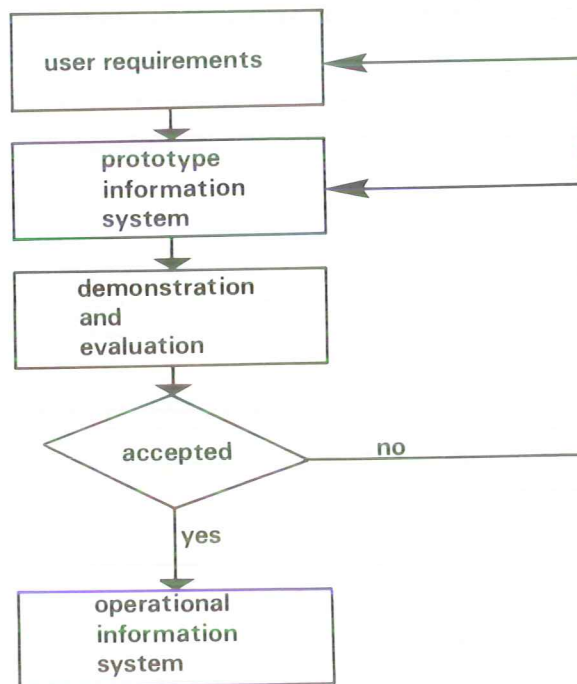 user requirements
prototype
information
system
demonstration
and
evaluation
accepted
no
yes
operational
information
system